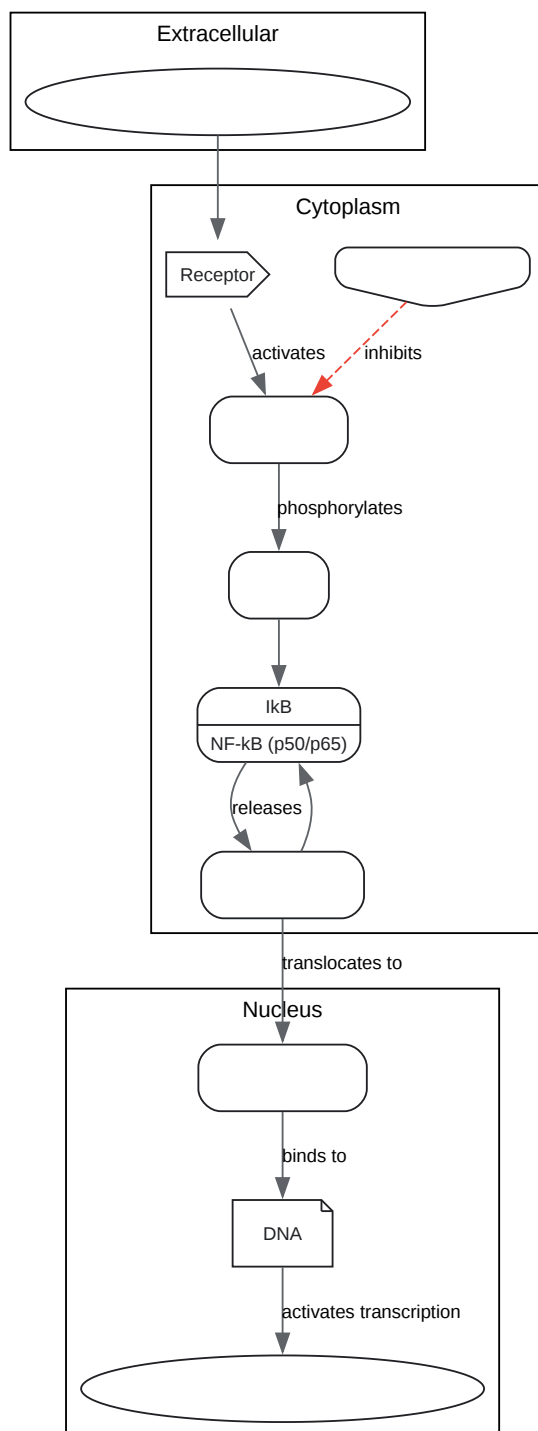 Extracellular
Cytoplasm
Receptor
activates
inhibits
phosphorylates
IkB
NF-kB (p50/p65)
releases
translocates to
Nucleus
binds to
DNA
activates transcription